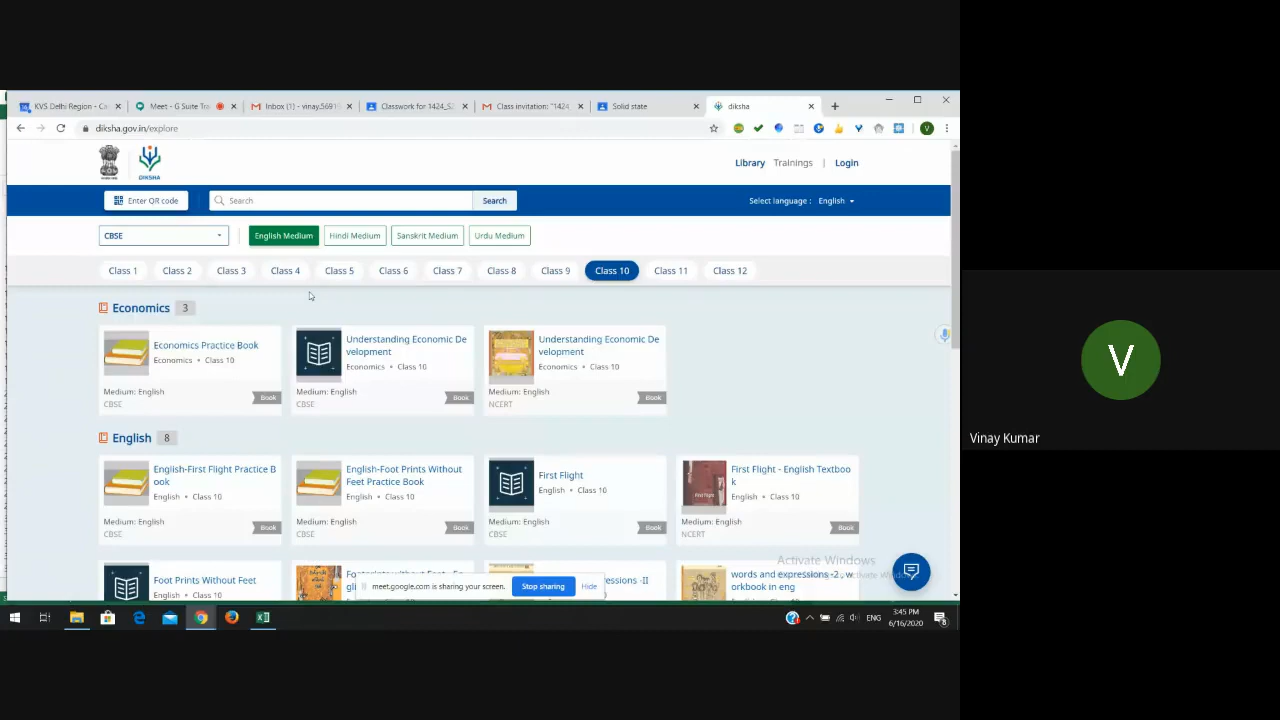 KVS Delhi Region - Ca
Meet - G Suite Tra
Inbox (1) - vinay.5691
Classwork for 1424_S
Class invitation: "1424_
Solid state
diksha
diksha.gov.in/explore
V
DIKSHA
Library
Trainings
Login
Enter QR code
Search
Search
Select language :
English
CBSE
English Medium
Hindi Medium
Sanskrit Medium
Urdu Medium
Class 1
Class 2
Class 3
Class 4
Class 5
Class 6
Class 7
Class 8
Class 9
Class 10
Class 11
Class 12
Economics 3
Economics Practice Book
Economics • Class 10
Medium: English
CBSE
Book
Understanding Economic De
velopment
Economics • Class 10
Medium: English
CBSE
Book
Understanding Economic De
velopment
Economics • Class 10
Medium: English
NCERT
Book
English 8
English-First Flight Practice B
ook
English • Class 10
Medium: English
CBSE
Book
English-Foot Prints Without
Feet Practice Book
English • Class 10
Medium: English
CBSE
Book
First Flight
English • Class 10
Medium: English
CBSE
Book
First Flight - English Textboo
k
English • Class 10
Medium: English
NCERT
Book
Foot Prints Without Feet
English • Class 10
words and expressions -2 , w
orkbook in eng
Activate Windows
meet.google.com is sharing your screen.
Stop sharing
Hide
ENG
3:45 PM
6/16/2020
V
Vinay Kumar